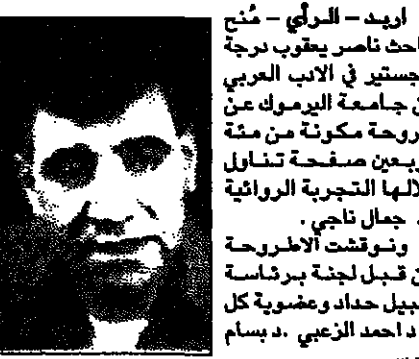 اربد – الرأي – مُنح
احث ناصر يعقوب درجة
جستير في الادب العربي
ن جامعة اليرموك عن
روحة مكونة من مئة
ربعين صفحة تناول
لالها التجربة الروائية
. جمال ناجي .
ونوقشت الاطروحة
ن قبل لجنة برئاسة
بيل حداد وعضوية كل
د احمد الزعبي .د بسام